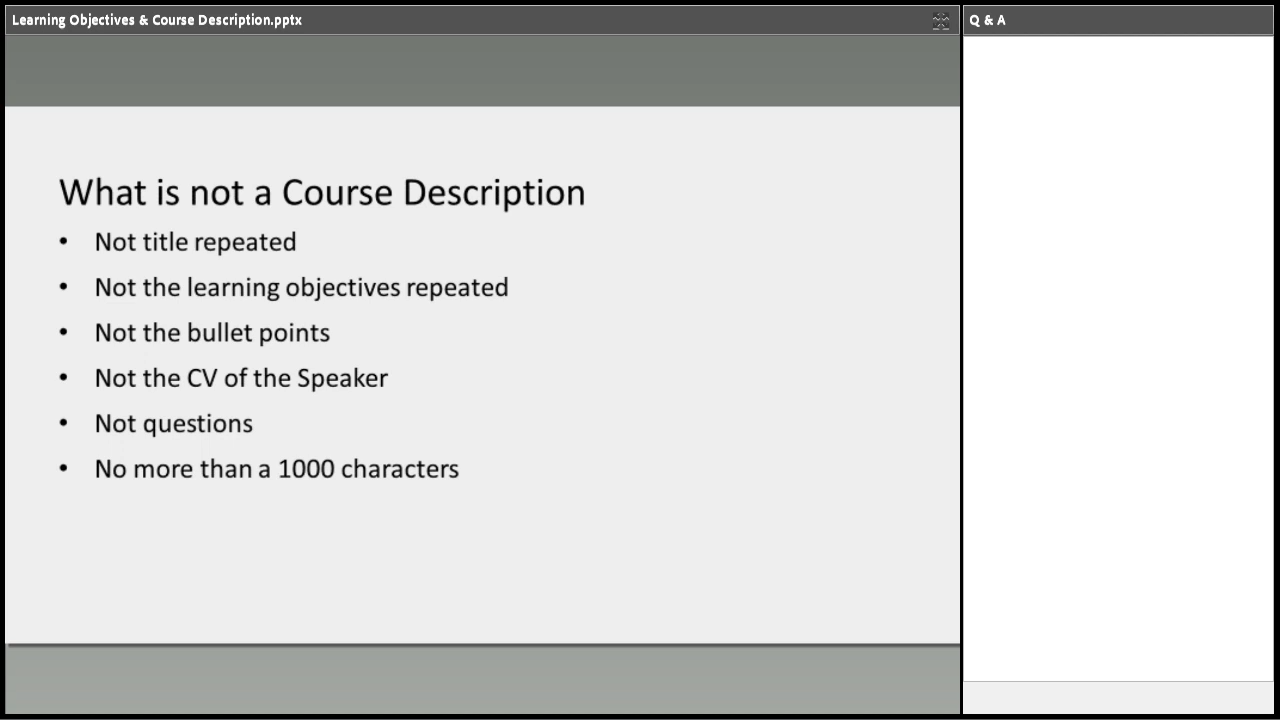 Learning Objectives & Course Description.pptx
Q & A
What is not a Course Description
• Not title repeated
• Not the learning objectives repeated
• Not the bullet points
• Not the CV of the Speaker
• Not questions
• No more than a 1000 characters